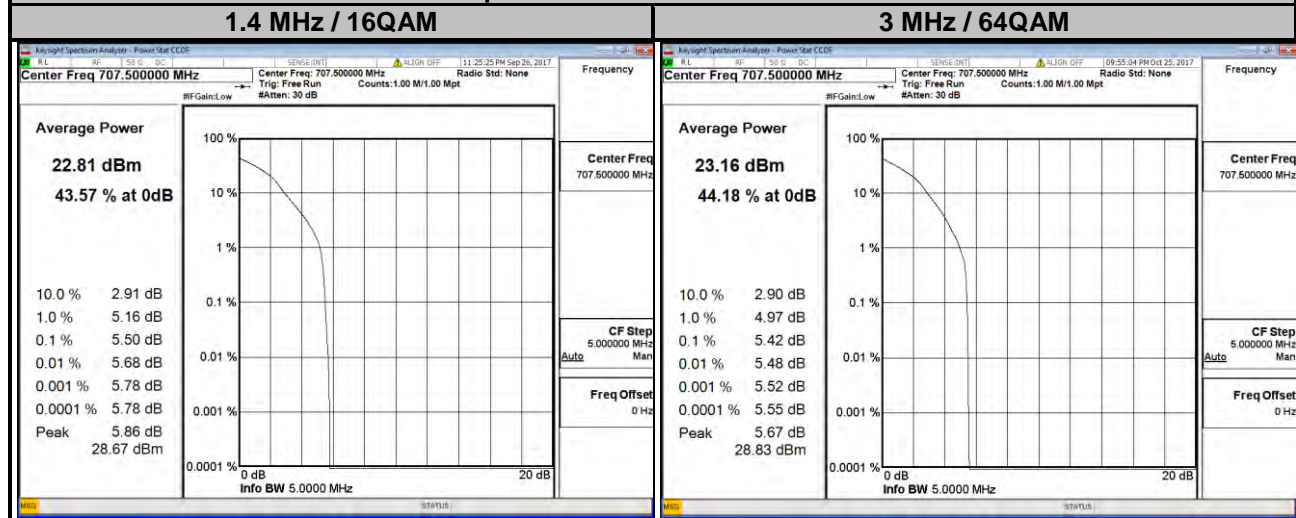 1.4 MHz / 16QAM
Keysight Spectrum Analyzer - Power Stat CCDF
RL RF 50 Ω DC SENSE:INT ALIGN OFF 11:25:25 PM Sep 26, 2017
Center Freq 707.500000 MHz
Center Freq: 707.500000 MHz Radio Std: None
Trig: Free Run Counts:1.00 M/1.00 Mpt
#IFGain:Low #Atten: 30 dB
Frequency
Average Power
22.81 dBm
43.57 % at 0dB
10.0 % 2.91 dB
1.0 % 5.16 dB
0.1 % 5.50 dB
0.01 % 5.68 dB
0.001 % 5.78 dB
0.0001 % 5.78 dB
Peak 5.86 dB
28.67 dBm
100 %
10 %
1 %
0.1 %
0.01 %
0.001 %
0.0001 %
0 dB 20 dB
Info BW 5.0000 MHz
Center Freq
707.500000 MHz
CF Step
5.000000 MHz
Auto Man
Freq Offset
0 Hz
MSG STATUS
3 MHz / 64QAM
Keysight Spectrum Analyzer - Power Stat CCDF
RL RF 50 Ω DC SENSE:INT ALIGN OFF 09:55:04 PM Oct 25, 2017
Center Freq 707.500000 MHz
Center Freq: 707.500000 MHz Radio Std: None
Trig: Free Run Counts:1.00 M/1.00 Mpt
#IFGain:Low #Atten: 30 dB
Frequency
Average Power
23.16 dBm
44.18 % at 0dB
10.0 % 2.90 dB
1.0 % 4.97 dB
0.1 % 5.42 dB
0.01 % 5.48 dB
0.001 % 5.52 dB
0.0001 % 5.55 dB
Peak 5.67 dB
28.83 dBm
100 %
10 %
1 %
0.1 %
0.01 %
0.001 %
0.0001 %
0 dB 20 dB
Info BW 5.0000 MHz
Center Freq
707.500000 MHz
CF Step
5.000000 MHz
Auto Man
Freq Offset
0 Hz
MSG STATUS